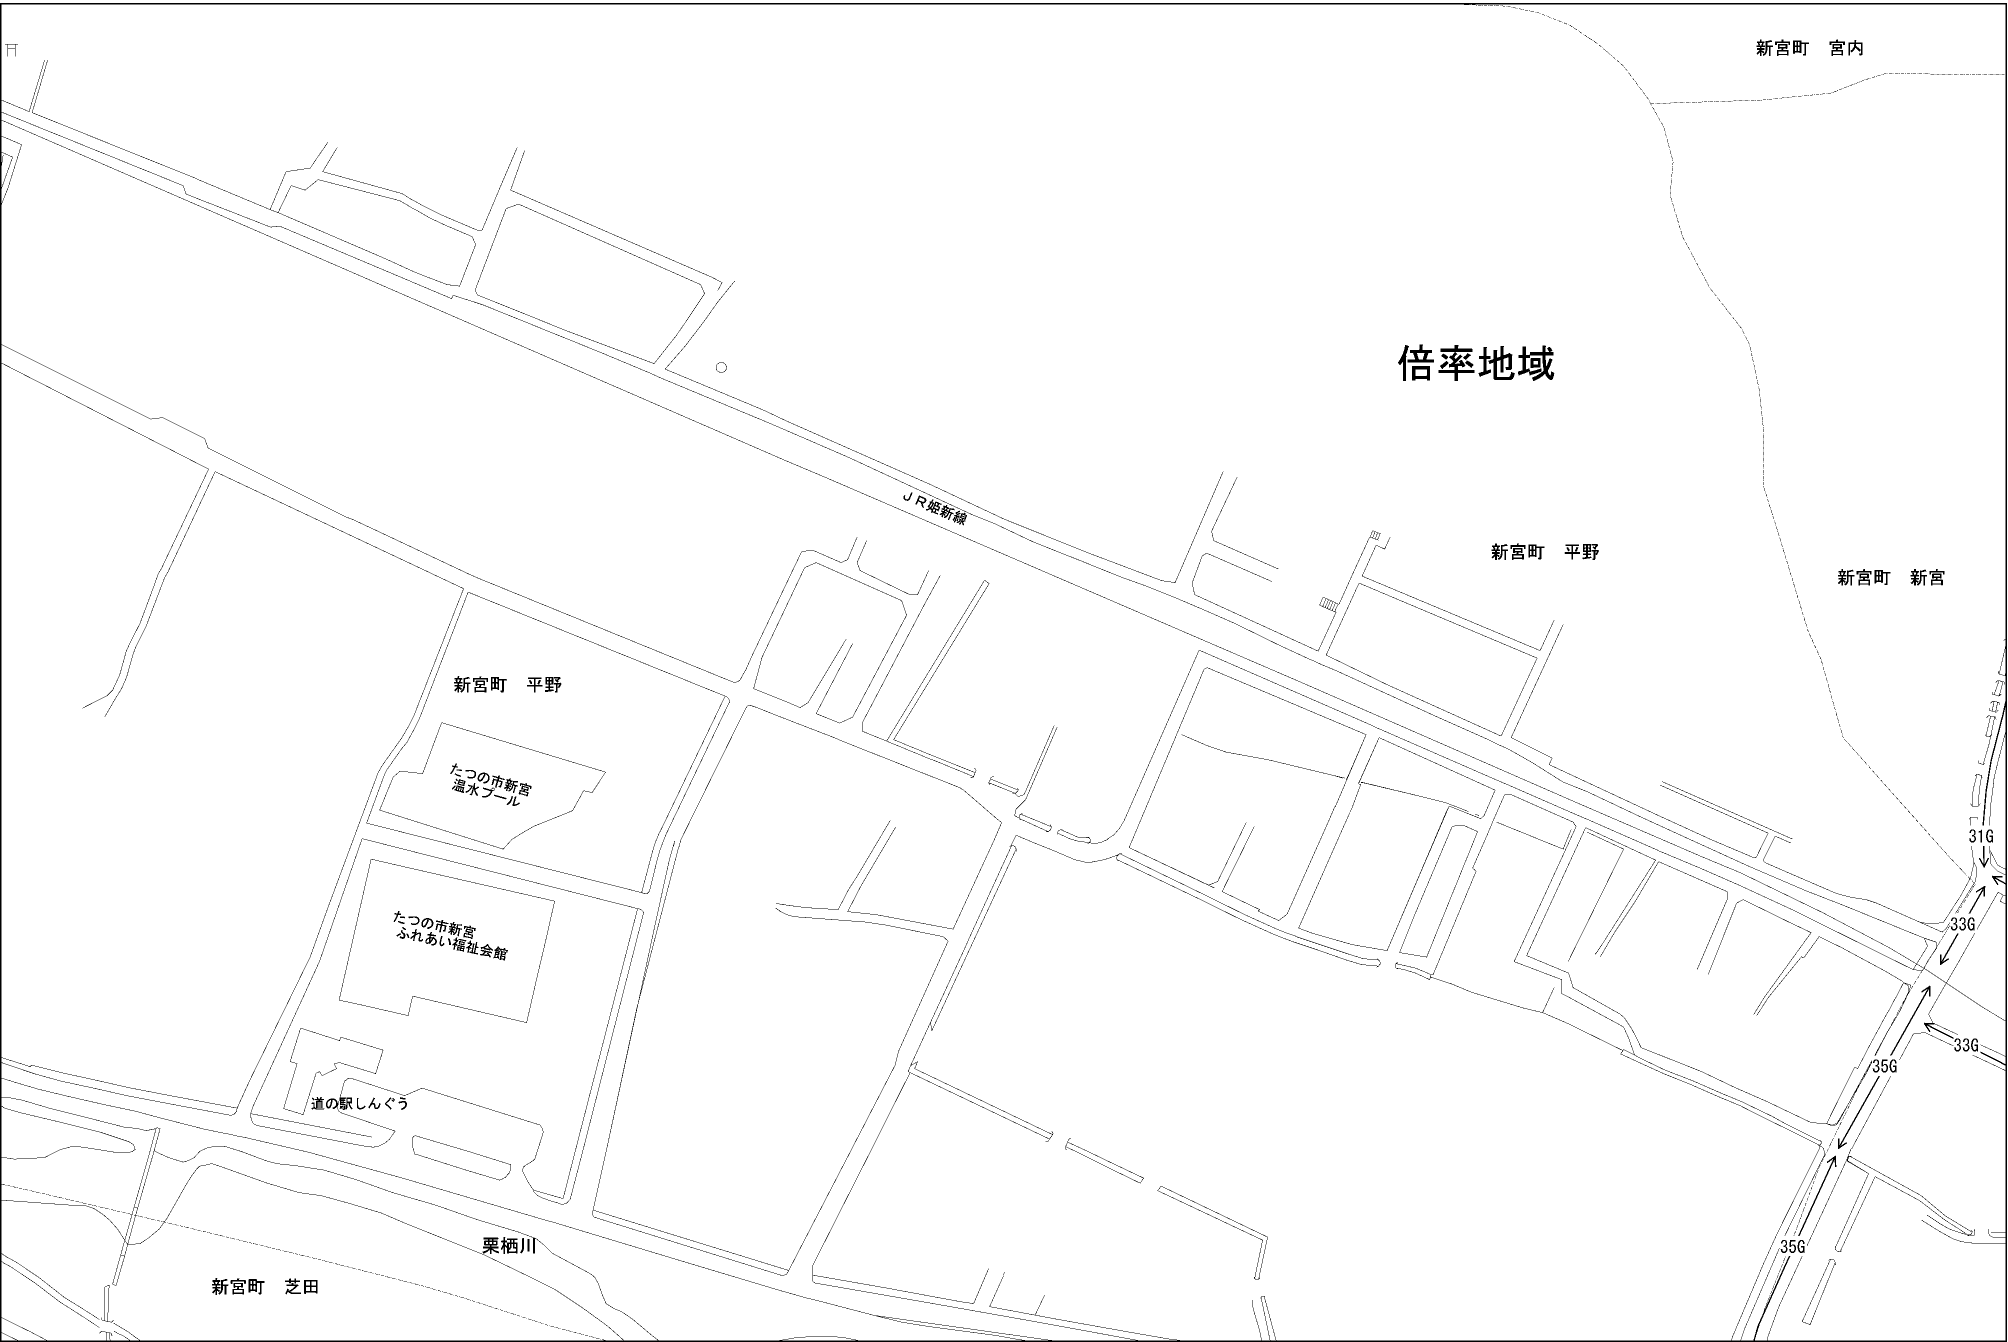 新宮町　宮内
倍率地域
ＪＲ姫新線
新宮町　平野
新宮町　新宮
新宮町　平野
たつの市新宮
温水プール
31G
たつの市新宮
ふれあい福祉会館
33G
33G
35G
道の駅しんぐう
栗栖川
35G
新宮町　芝田